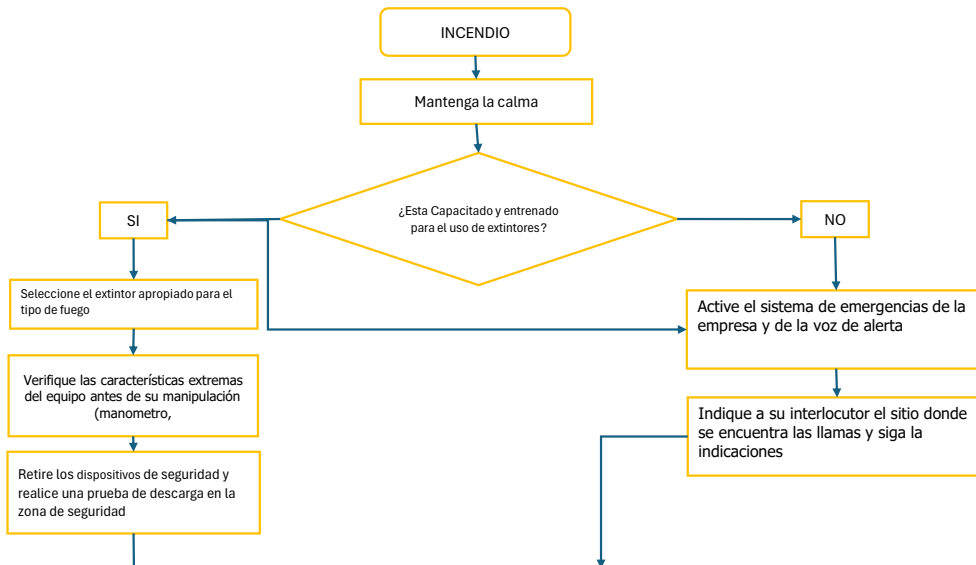 INCENDIO
Mantenga la calma
¿Esta Capacitado y entrenado
para el uso de extintores?
SI
NO
Seleccione el extintor apropiado para el
tipo de fuego
Active el sistema de emergencias de la
empresa y de la voz de alerta
Verifique las características extremas
del equipo antes de su manipulación
(manometro,
Indique a su interlocutor el sitio donde
se encuentra las llamas y siga la
indicaciones
Retire los dispositivos de seguridad y
realice una prueba de descarga en la
zona de seguridad